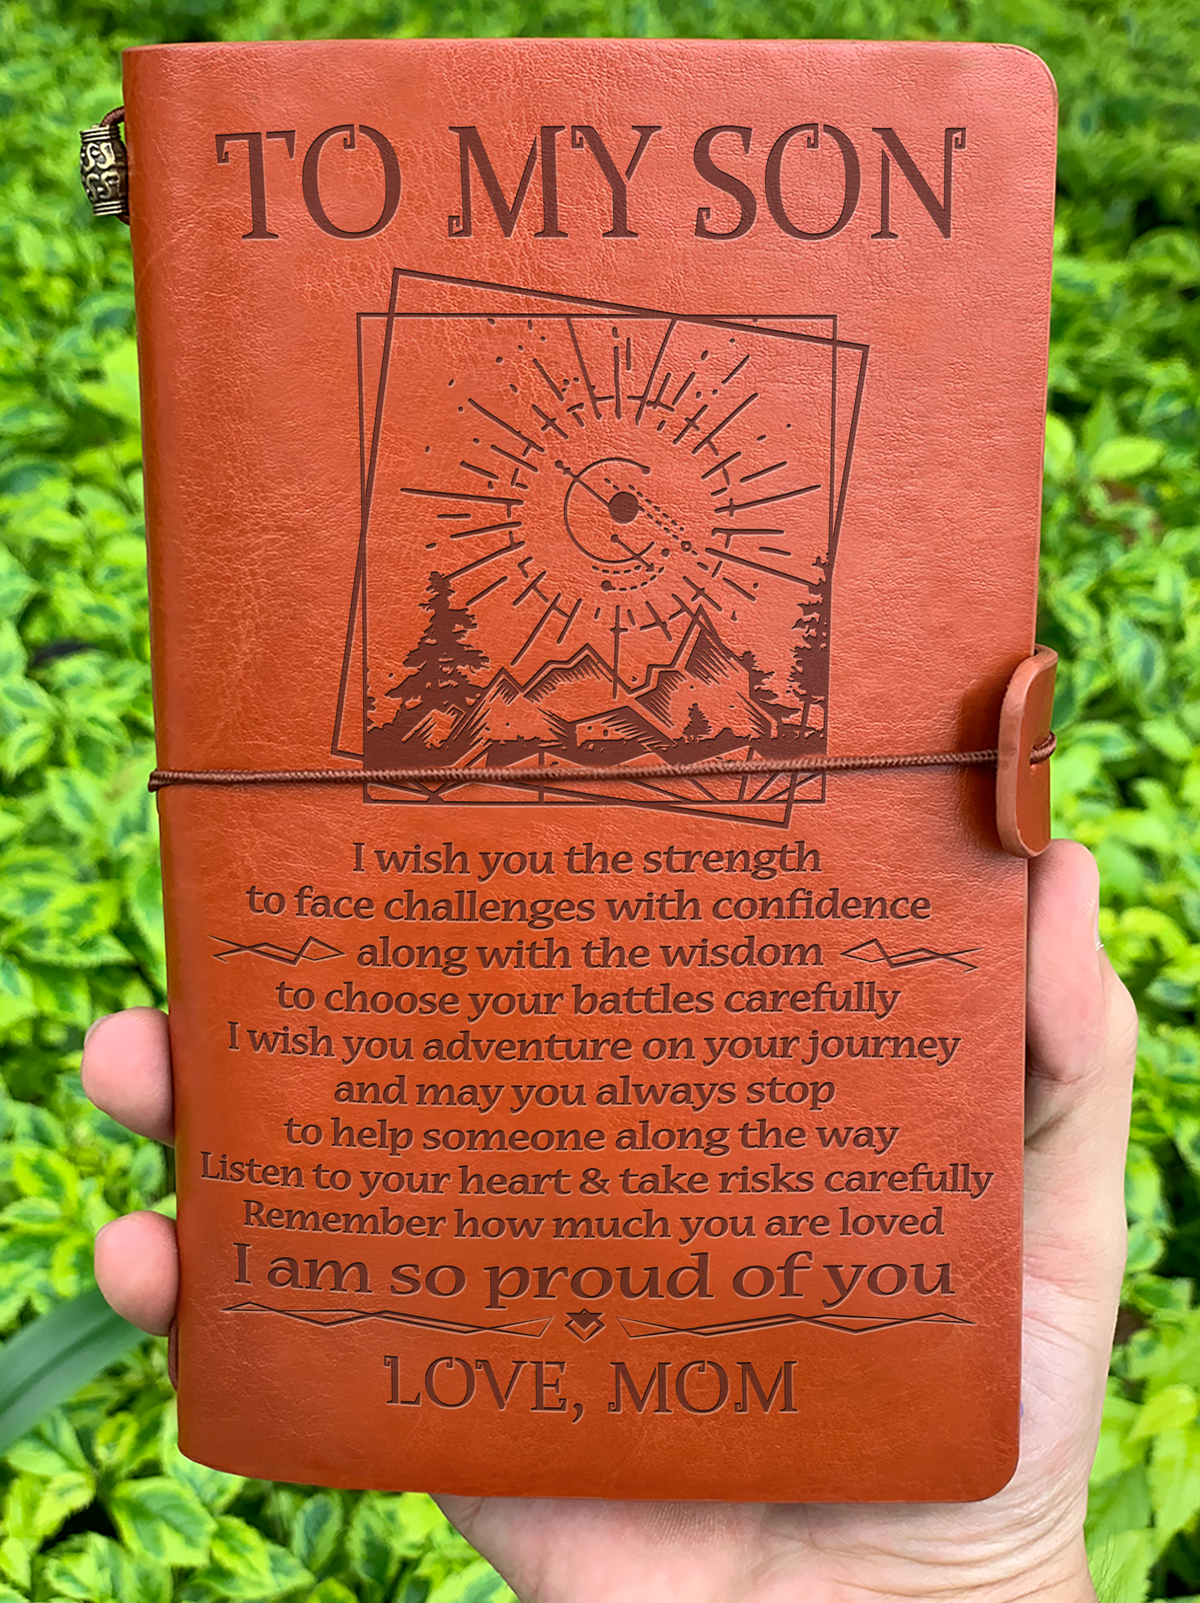 TO MY SON
I wish you the strength
to face challenges with confidence
along with the wisdom
to choose your battles carefully
I wish you adventure on your journey
and may you always stop
to help someone along the way
Listen to your heart & take risks carefully
Remember how much you are loved
I am so proud of you
LOVE, MOM